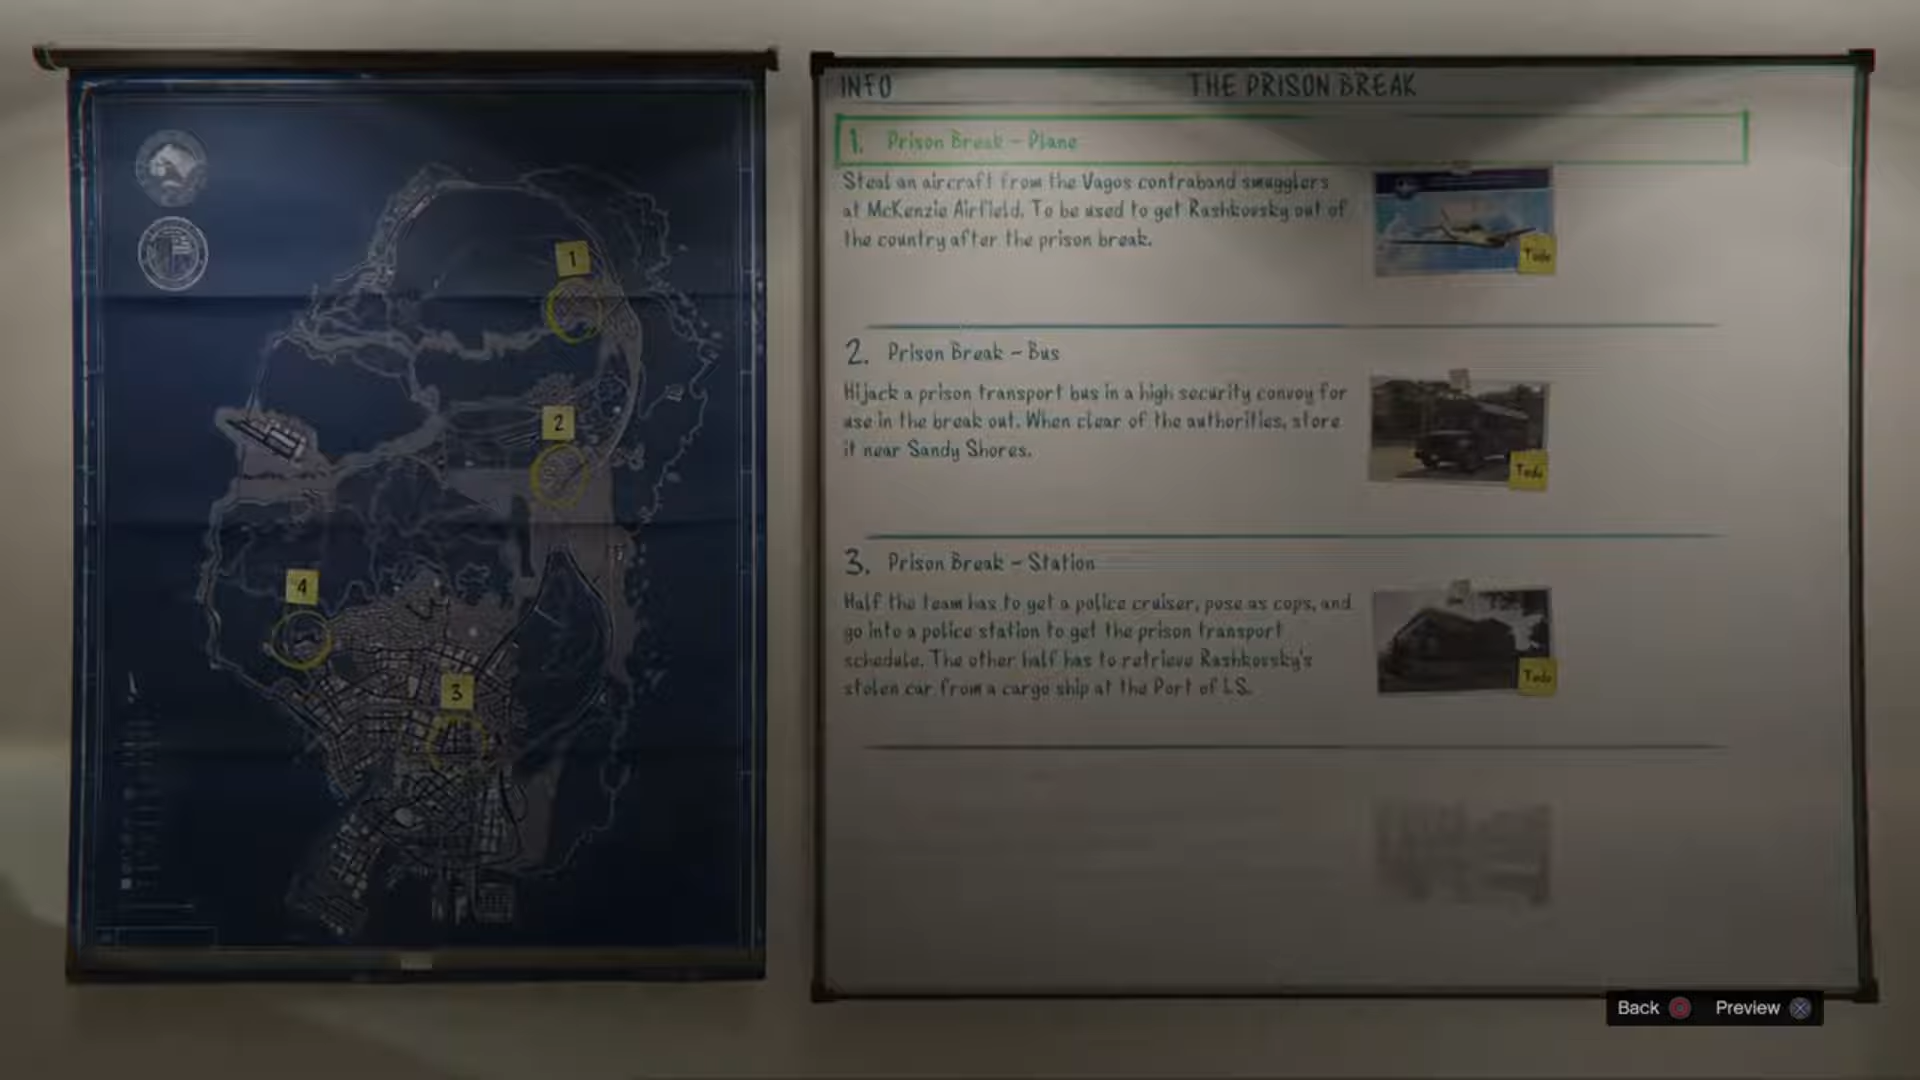 INFO
THE PRISON BREAK
1. Prison Break - Plane
Steal an aircraft from the Vagos contraband smugglers
at McKenzie Airfield. To be used to get Rashkovsky out of
the country after the prison break.
Todo
2. Prison Break - Bus
Hijack a prison transport bus in a high security convoy for
use in the break out. When clear of the authorities, store
it near Sandy Shores.
Todo
3. Prison Break - Station
Half the team has to get a police cruiser, pose as cops, and
go into a police station to get the prison transport
schedule. The other half has to retrieve Rashkovsky's
stolen car from a cargo ship at the Port of LS.
Todo
1
2
4
3
Back
Preview